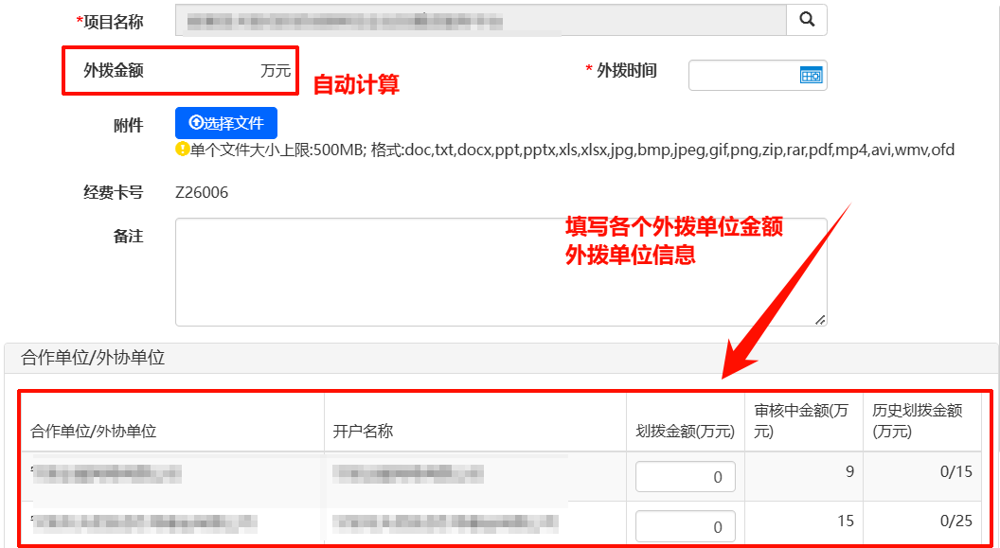 *项目名称
外拨金额 万元 自动计算 * 外拨时间
附件 选择文件
单个文件大小上限:500MB; 格式:doc,txt,docx,ppt,pptx,xls,xlsx,jpg,bmp,jpeg,gif,png,zip,rar,pdf,mp4,avi,wmv,ofd
经费卡号 Z26006
备注
填写各个外拨单位金额
外拨单位信息
合作单位/外协单位
合作单位/外协单位 开户名称 划拨金额(万元) 审核中金额(万
元) 历史划拨金额
(万元)
0 9 0/15
0 15 0/25